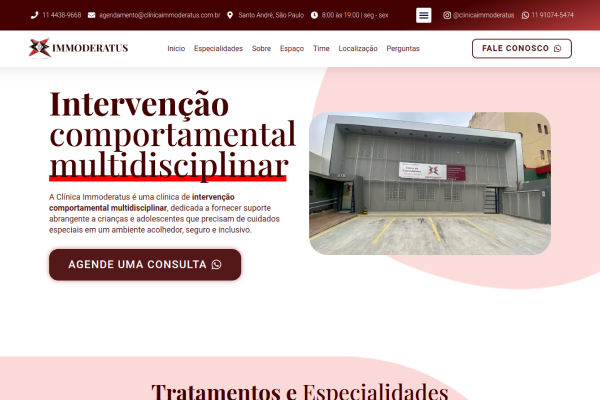 11 4438-9668 agendamento@clinicaimmoderatus.com.br Santo André, São Paulo 8:00 às 19:00 | seg - sex @clinicaimmoderatus 11 91074-5474
IMMODERATUS Início Especialidades Sobre Espaço Time Localização Perguntas FALE CONOSCO
Intervenção
comportamental
multidisciplinar
A Clínica Immoderatus é uma clínica de intervenção
comportamental multidisciplinar, dedicada a fornecer suporte
abrangente a crianças e adolescentes que precisam de cuidados
especiais em um ambiente acolhedor, seguro e inclusivo.
AGENDE UMA CONSULTA
Tratamentos e Especialidades